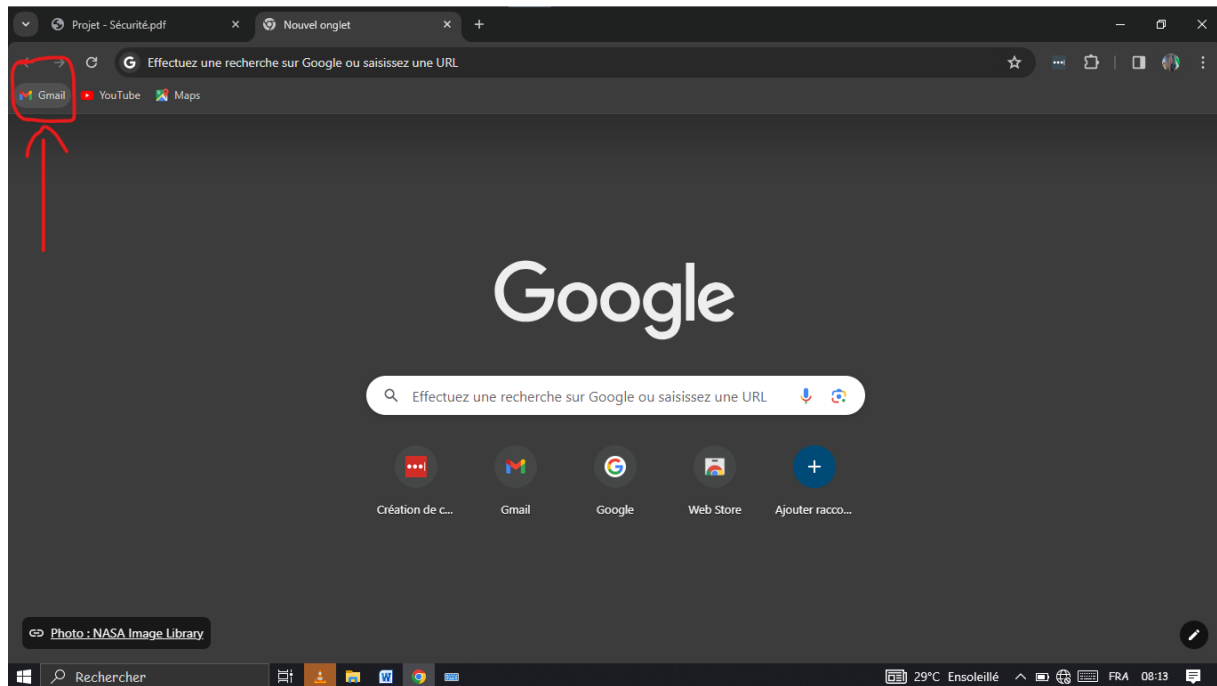 Projet - Sécurité.pdf
Nouvel onglet
Effectuez une recherche sur Google ou saisissez une URL
Gmail
YouTube
Maps
Google
Effectuez une recherche sur Google ou saisissez une URL
Création de c...
Gmail
Google
Web Store
Ajouter racco...
Photo : NASA Image Library
Rechercher
29°C Ensoleillé
FRA
08:13